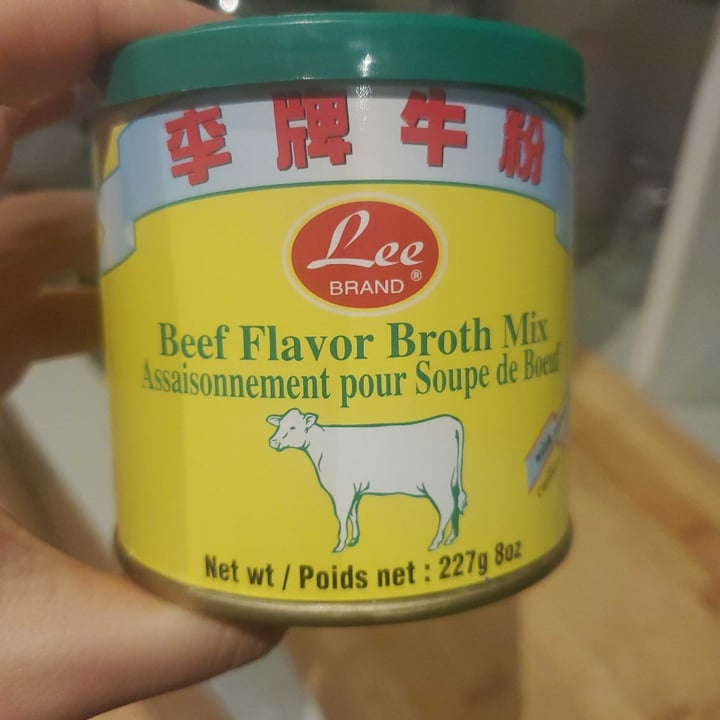 李牌牛粉
Lee
BRAND®
Beef Flavor Broth Mix
Assaisonnement pour Soupe de Boeuf
Net wt / Poids net : 227g 8oz